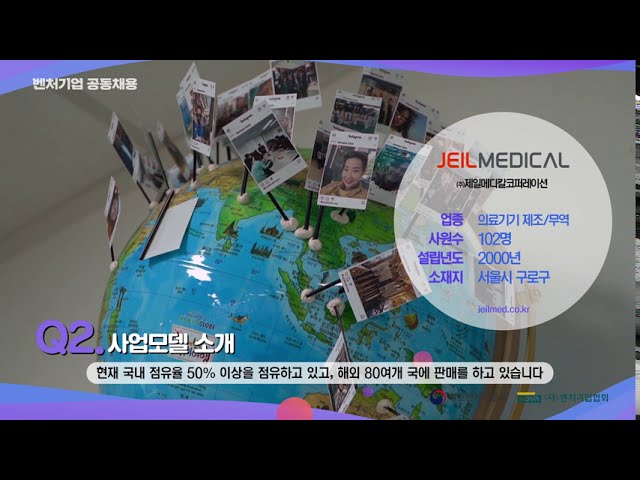 벤처기업 공동채용
JEILMEDICAL
㈜제일메디칼코퍼레이션
업종 의료기기 제조/무역
사원수 102명
설립년도 2000년
소재지 서울시 구로구
jeilmed.co.kr
Q2. 사업모델 소개
현재 국내 점유율 50% 이상을 점유하고 있고, 해외 80여개 국에 판매를 하고 있습니다
(사)벤처기업협회